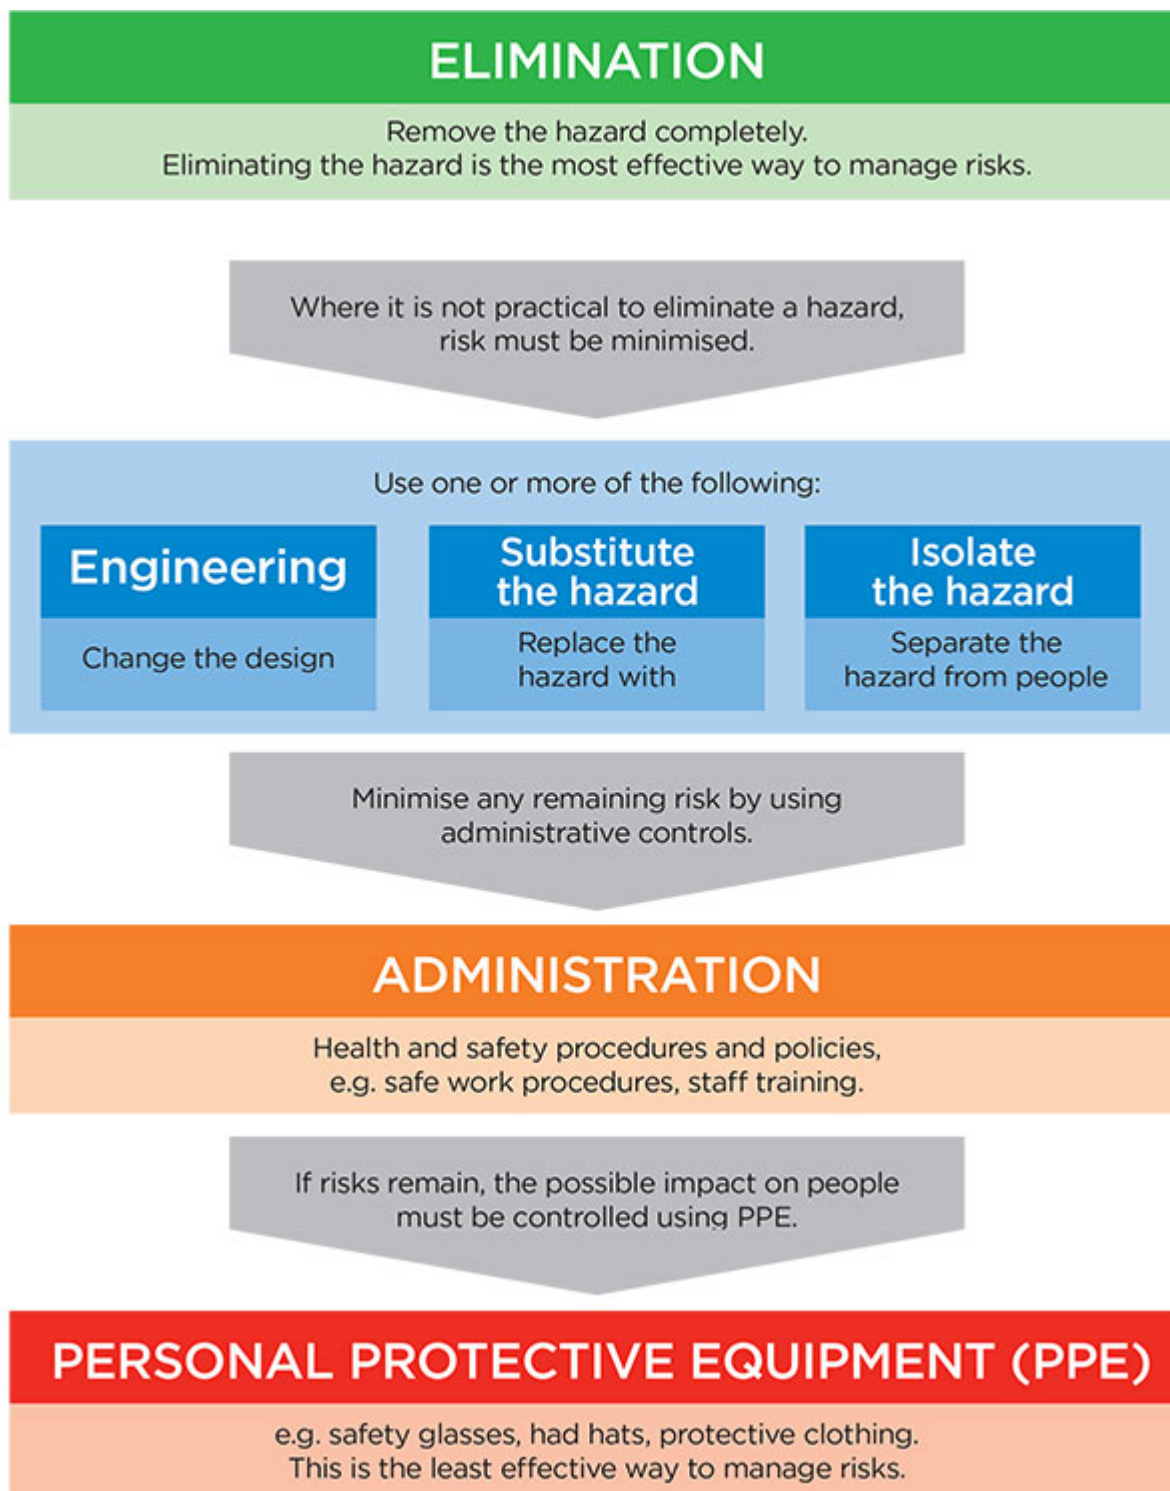 ELIMINATION
Remove the hazard completely.
Eliminating the hazard is the most effective way to manage risks.
Where it is not practical to eliminate a hazard,
risk must be minimised.
Use one or more of the following:
Engineering
Change the design
Substitute
the hazard
Replace the
hazard with
Isolate
the hazard
Separate the
hazard from people
Minimise any remaining risk by using
administrative controls.
ADMINISTRATION
Health and safety procedures and policies,
e.g. safe work procedures, staff training.
If risks remain, the possible impact on people
must be controlled using PPE.
PERSONAL PROTECTIVE EQUIPMENT (PPE)
e.g. safety glasses, had hats, protective clothing.
This is the least effective way to manage risks.